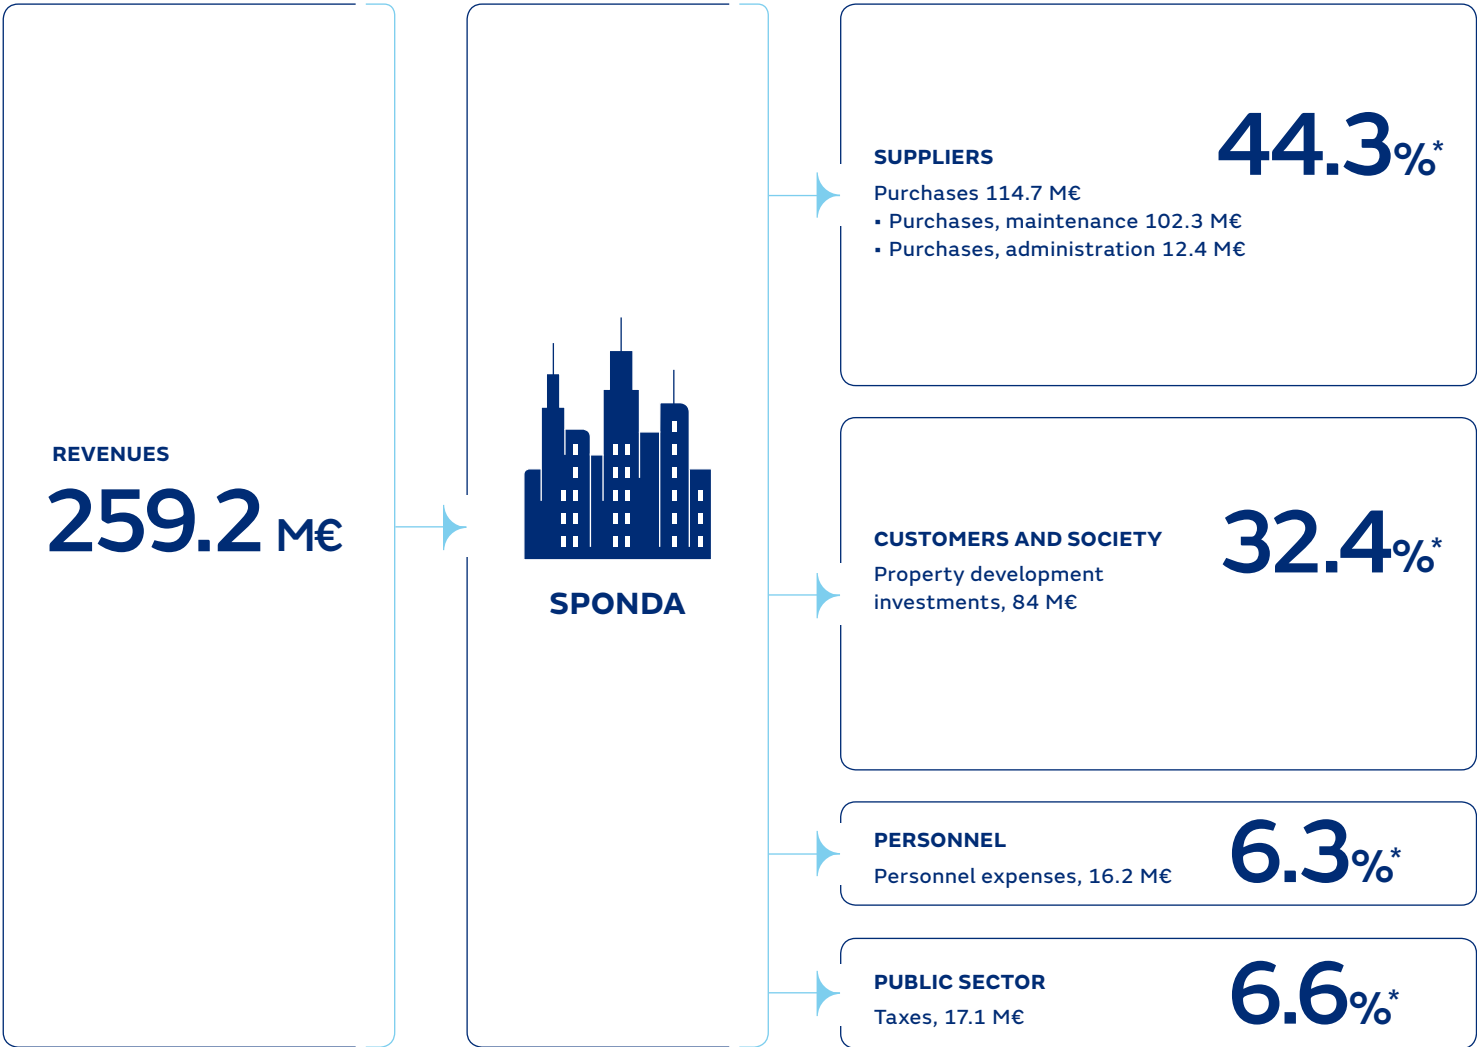 REVENUES
259.2 M€
SPONDA
SUPPLIERS
44.3%*
Purchases 114.7 M€
▪ Purchases, maintenance 102.3 M€
▪ Purchases, administration 12.4 M€
CUSTOMERS AND SOCIETY
32.4%*
Property development
investments, 84 M€
PERSONNEL
6.3%*
Personnel expenses, 16.2 M€
PUBLIC SECTOR
6.6%*
Taxes, 17.1 M€